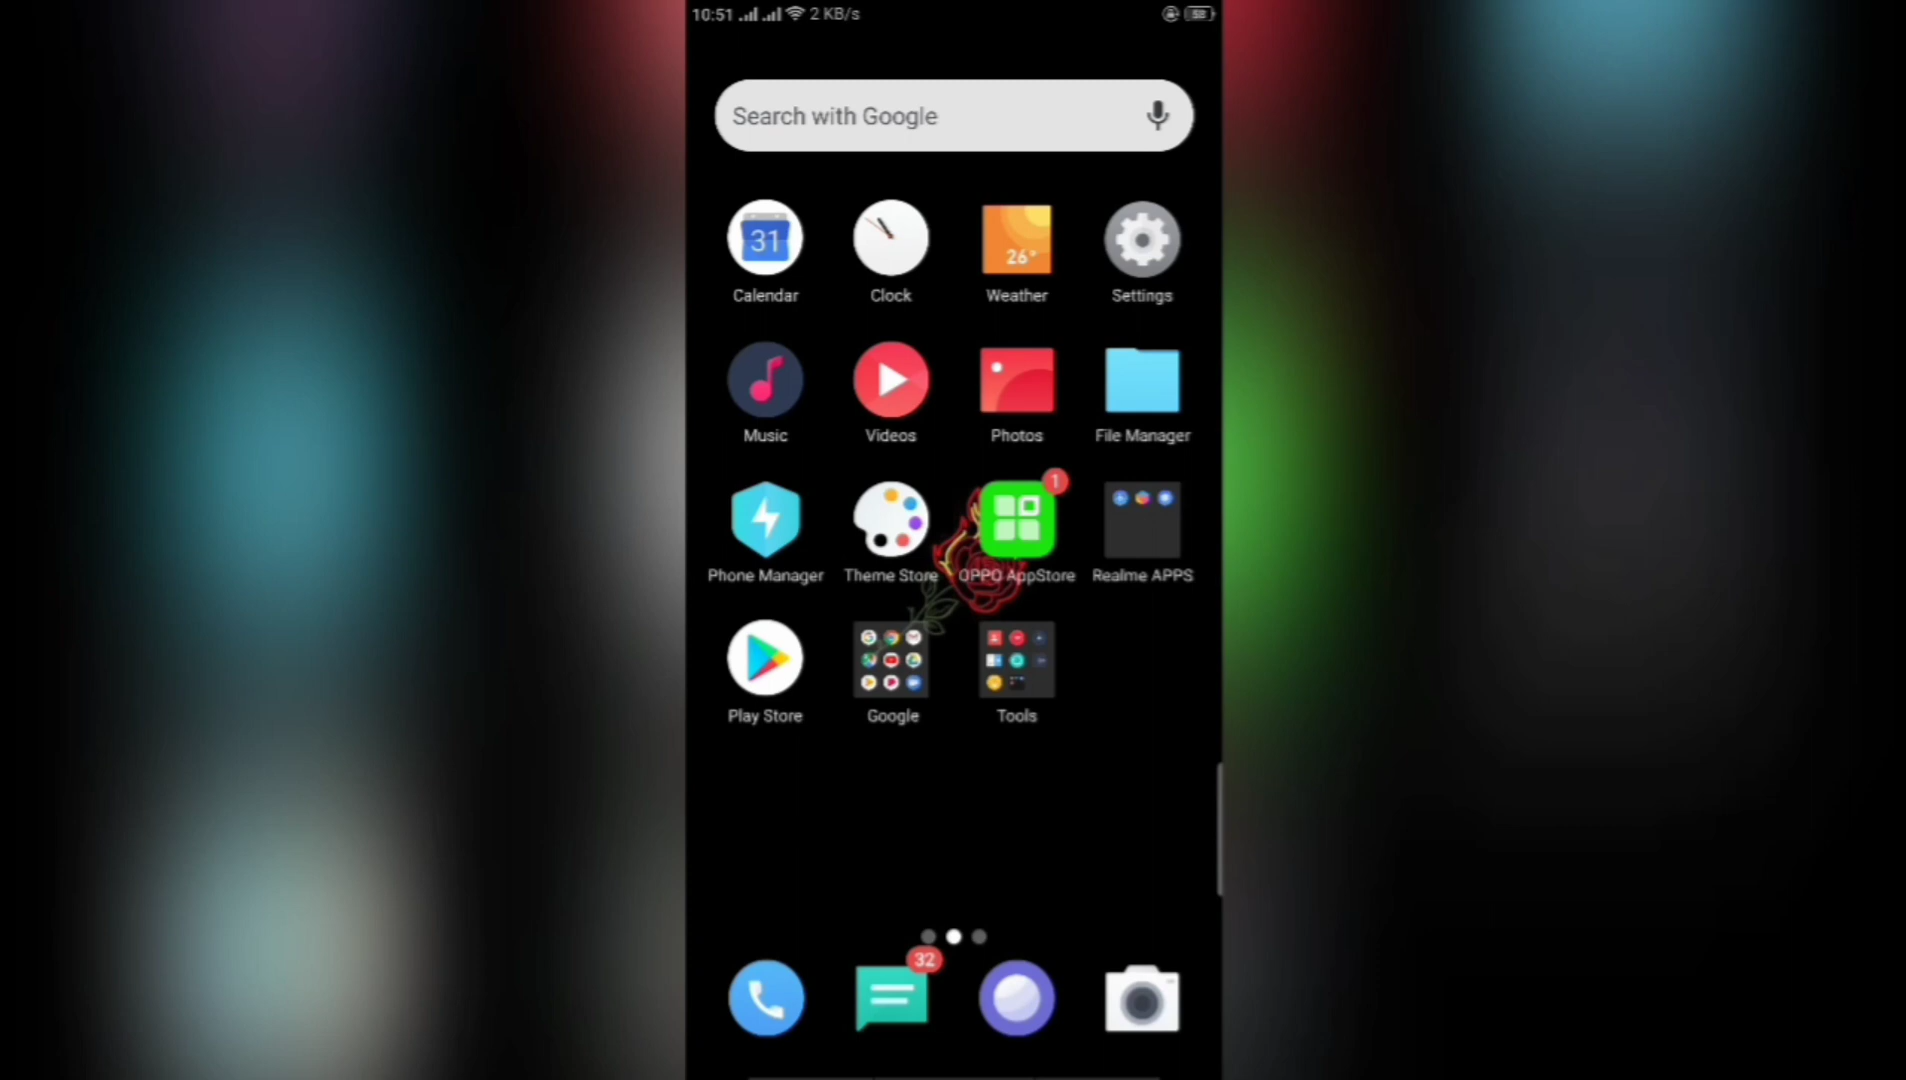 10:51 2 KB/s 52
Search with Google
31
26°
Calendar Clock Weather Settings
Music Videos Photos File Manager
1
Phone Manager Theme Store OPPO AppStore Realme APPS
Play Store Google Tools
32